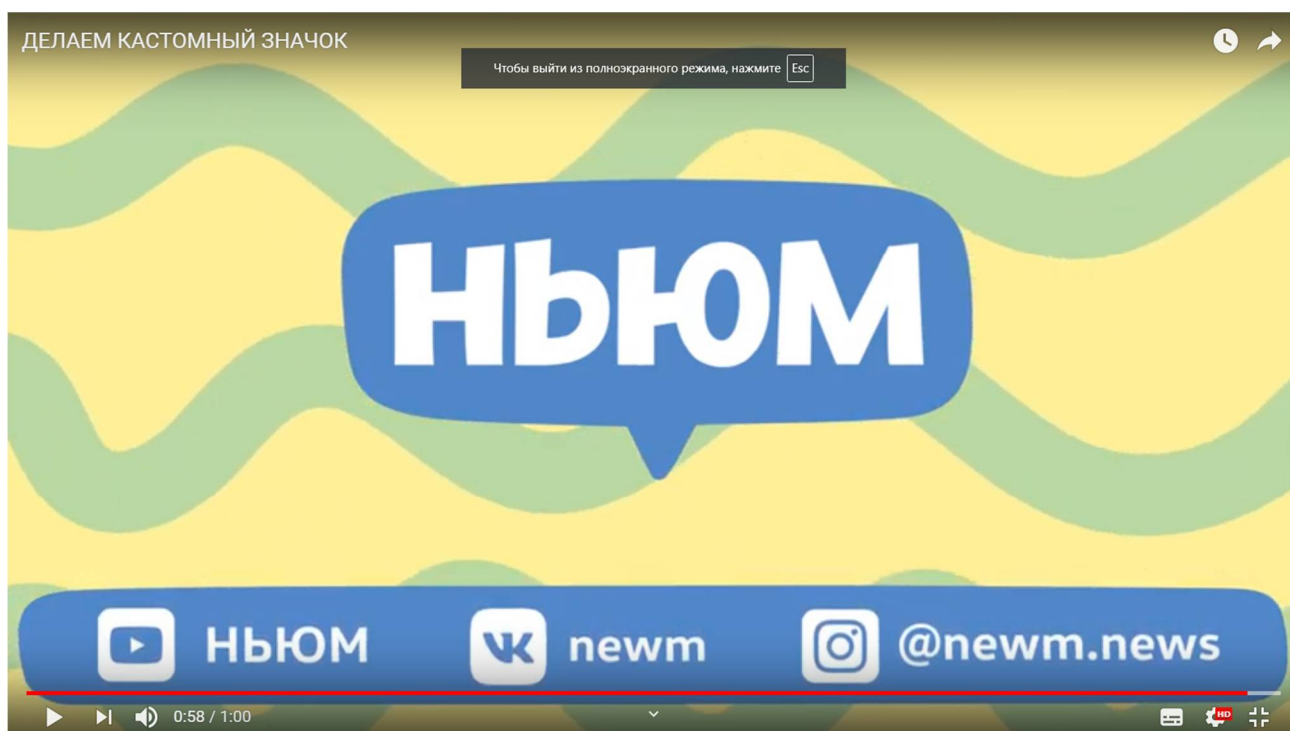 ДЕЛАЕМ КАСТОМНЫЙ ЗНАЧОК
Чтобы выйти из полноэкранного режима, нажмите Esc
НЬЮМ
НЬЮМ
VK newm
@newm.news
0:58 / 1:00
HD